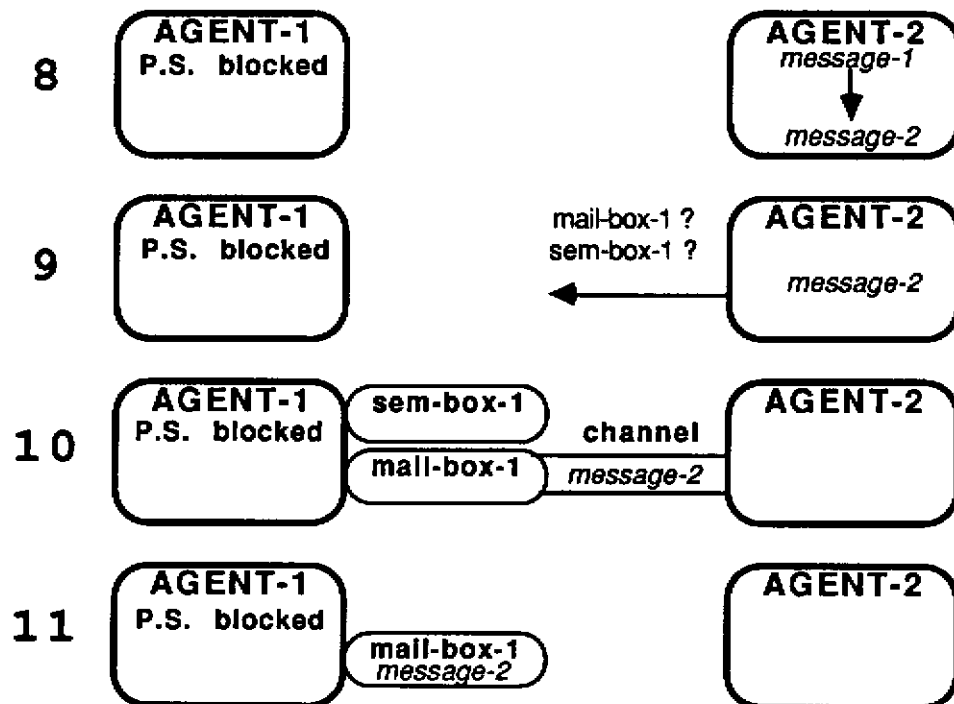 8
AGENT-1
P.S. blocked
AGENT-2
message-1
message-2
9
AGENT-1
P.S. blocked
mail-box-1 ?
sem-box-1 ?
AGENT-2
message-2
10
AGENT-1
P.S. blocked
sem-box-1
mail-box-1
channel
message-2
AGENT-2
11
AGENT-1
P.S. blocked
mail-box-1
message-2
AGENT-2